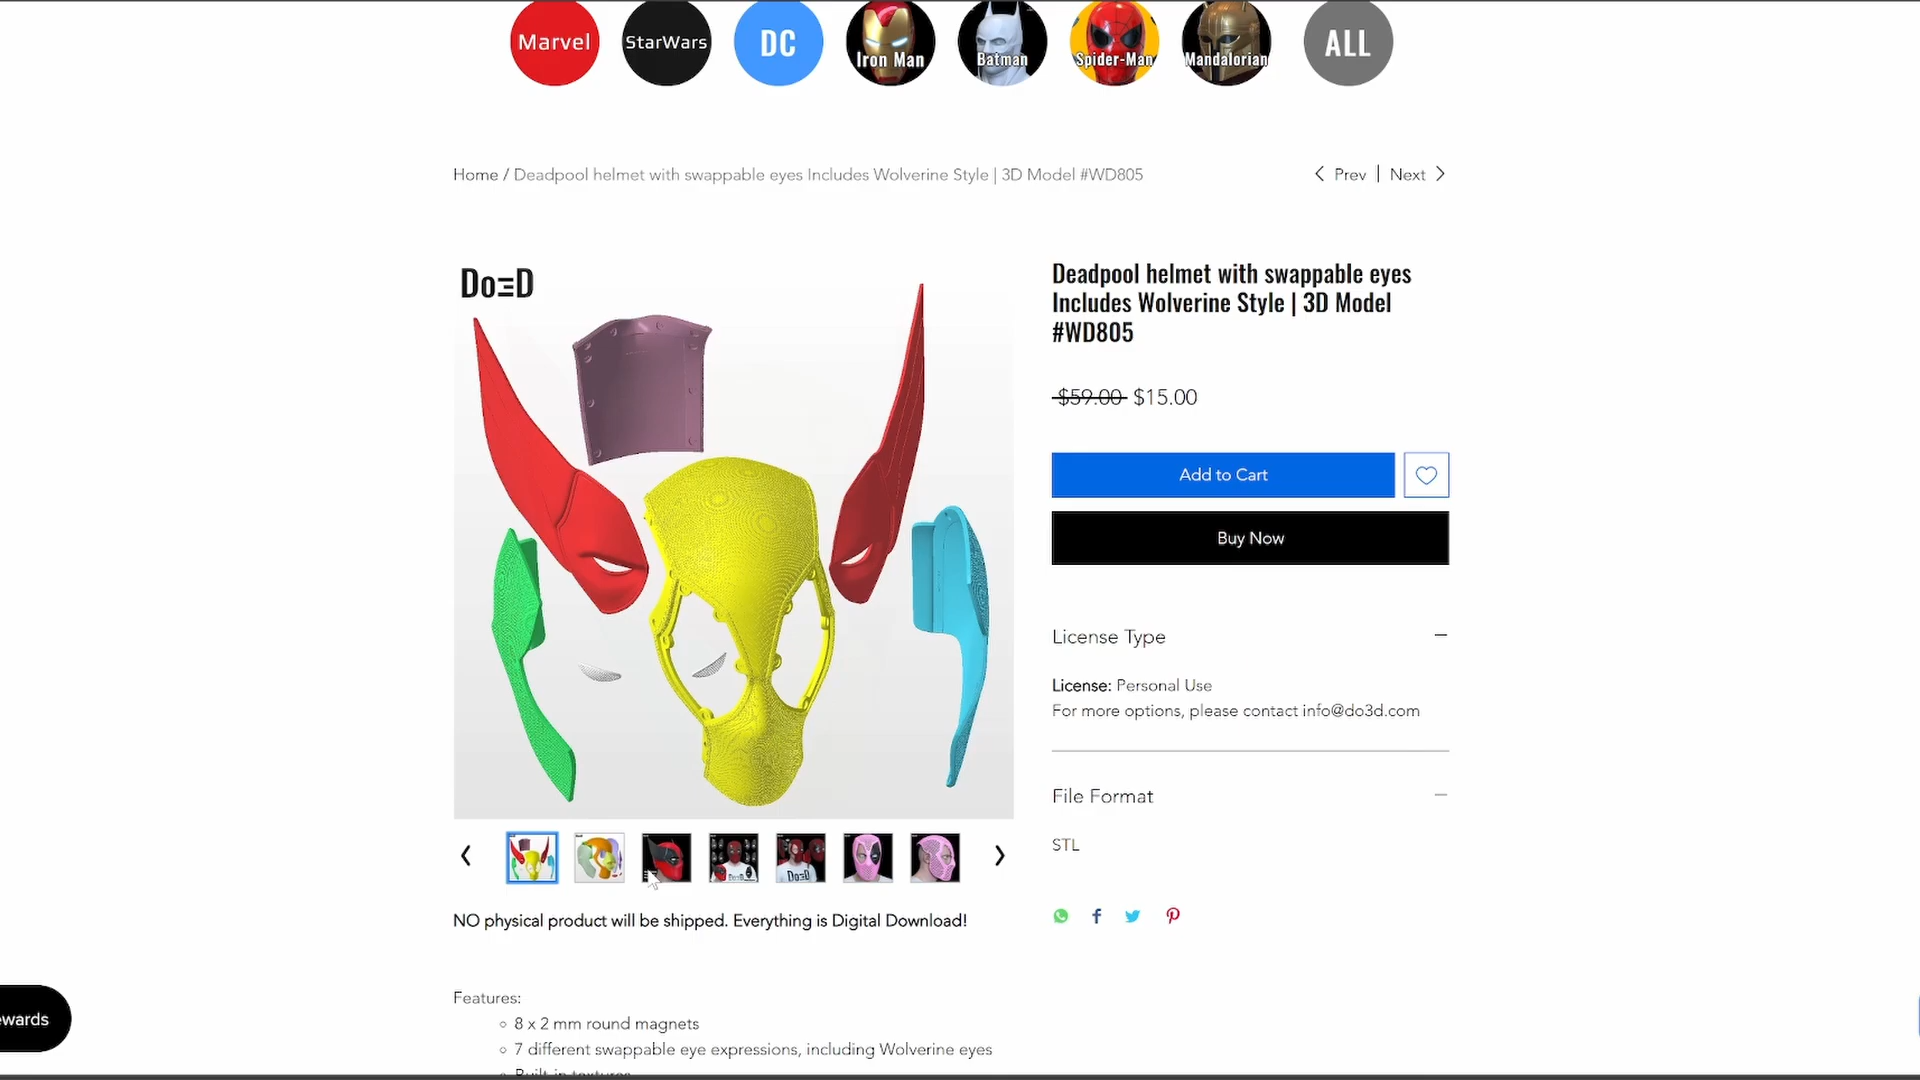 Marvel
StarWars
DC
Iron Man
Batman
Spider-Man
Mandalorian
ALL
Home / Deadpool helmet with swappable eyes Includes Wolverine Style | 3D Model #WD805
Prev | Next
Do3D
Deadpool helmet with swappable eyes
Includes Wolverine Style | 3D Model
#WD805
$59.00 $15.00
Add to Cart
Buy Now
License Type
License: Personal Use
For more options, please contact info@do3d.com
File Format
STL
NO physical product will be shipped. Everything is Digital Download!
Features:
8 x 2 mm round magnets
7 different swappable eye expressions, including Wolverine eyes
Built-in textures
ewards